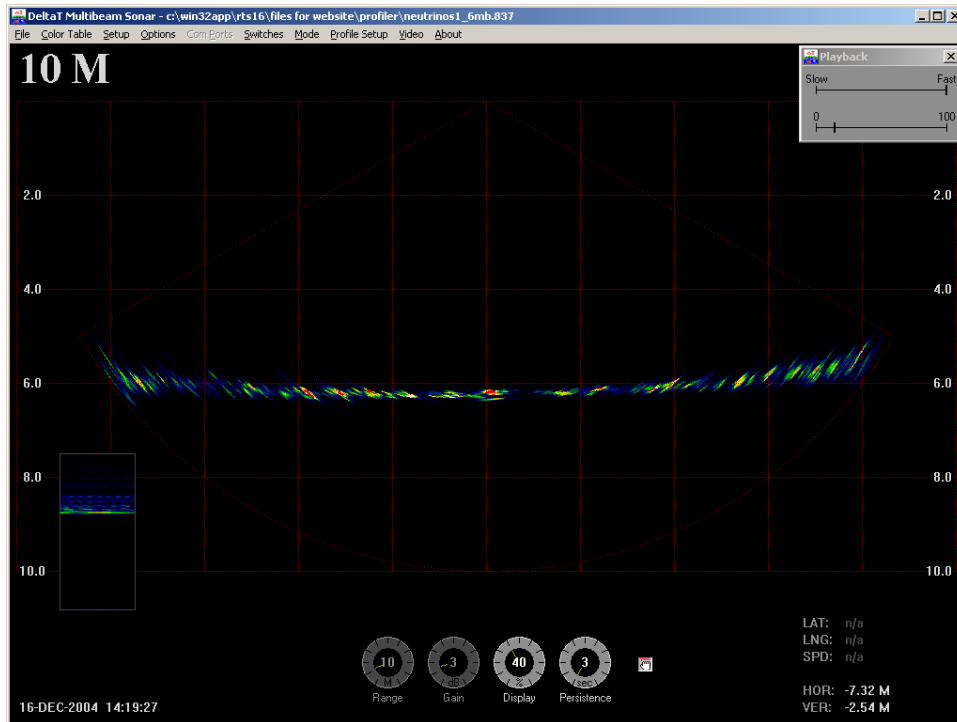 DeltaT Multibeam Sonar - c:\win32app\rts16\files for website\profiler\neutrinos1_6mb.837
File Color Table Setup Options Com Ports Switches Mode Profile Setup Video About
10 M
Playback
Slow Fast
0 100
2.0 2.0
4.0 4.0
6.0 6.0
8.0 8.0
10.0 10.0
10 3 40 3
M dB % (sec)
Range Gain Display Persistence
LAT: n/a
LNG: n/a
SPD: n/a
HOR: -7.32 M
16-DEC-2004 14:19:27 VER: -2.54 M